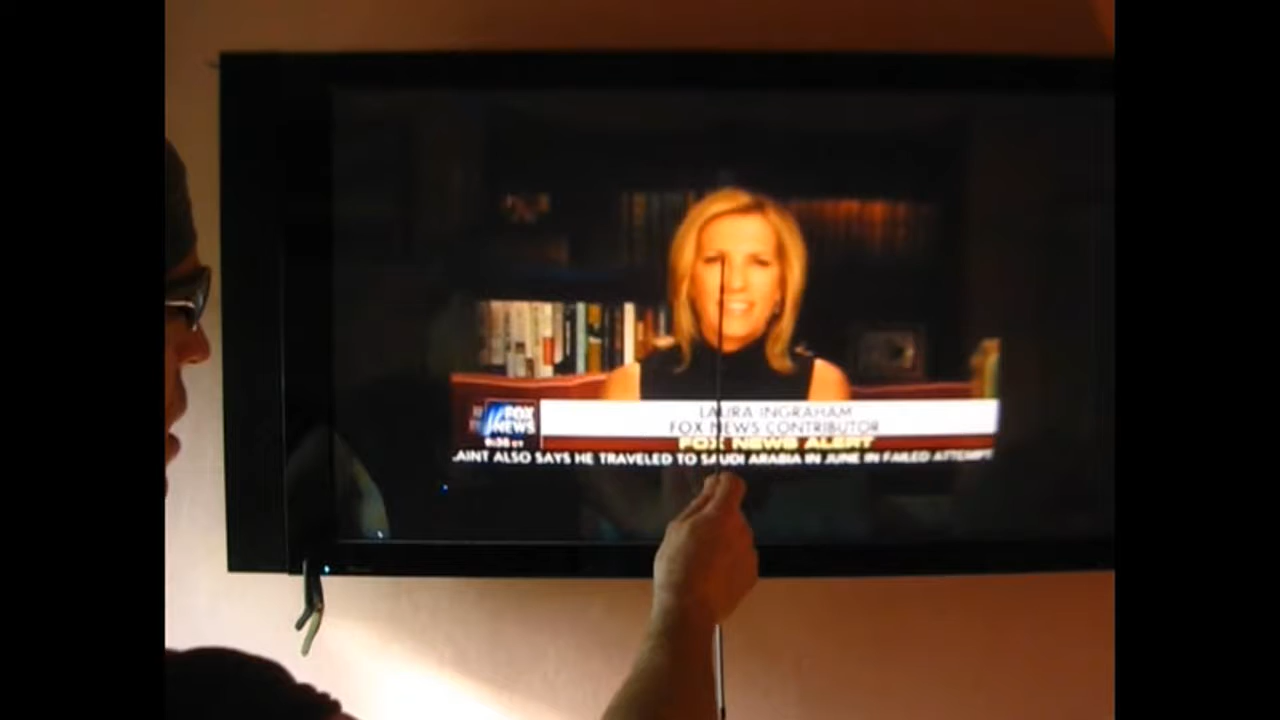 LAURA INGRAHAM
FOX NEWS CONTRIBUTOR
FOX NEWS
FOX NEWS ALERT
AINT ALSO SAYS HE TRAVELED TO SAUDI ARABIA IN JUNE IN FAILED ATTEMPT